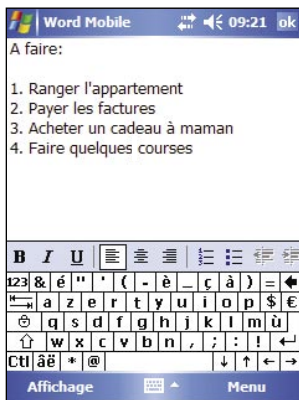 Word Mobile 09:21 ok
A faire:
1. Ranger l'appartement
2. Payer les factures
3. Acheter un cadeau à maman
4. Faire quelques courses
B I U
123 & é " ' ( - è _ ç à ) =
a z e r t y u i o p $ €
q s d f g h j k l m ù
w x c v b n , ; : !
Ctl âë * @
Affichage Menu